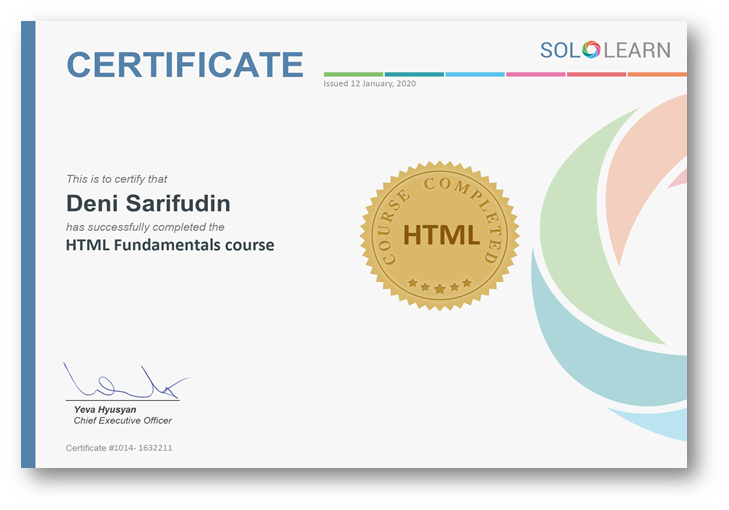 CERTIFICATE
SOLOLEARN
Issued 12 January, 2020
This is to certify that
Deni Sarifudin
has successfully completed the
HTML Fundamentals course
COURSE COMPLETED
HTML
Yeva Hyusyan
Chief Executive Officer
Certificate #1014- 1632211